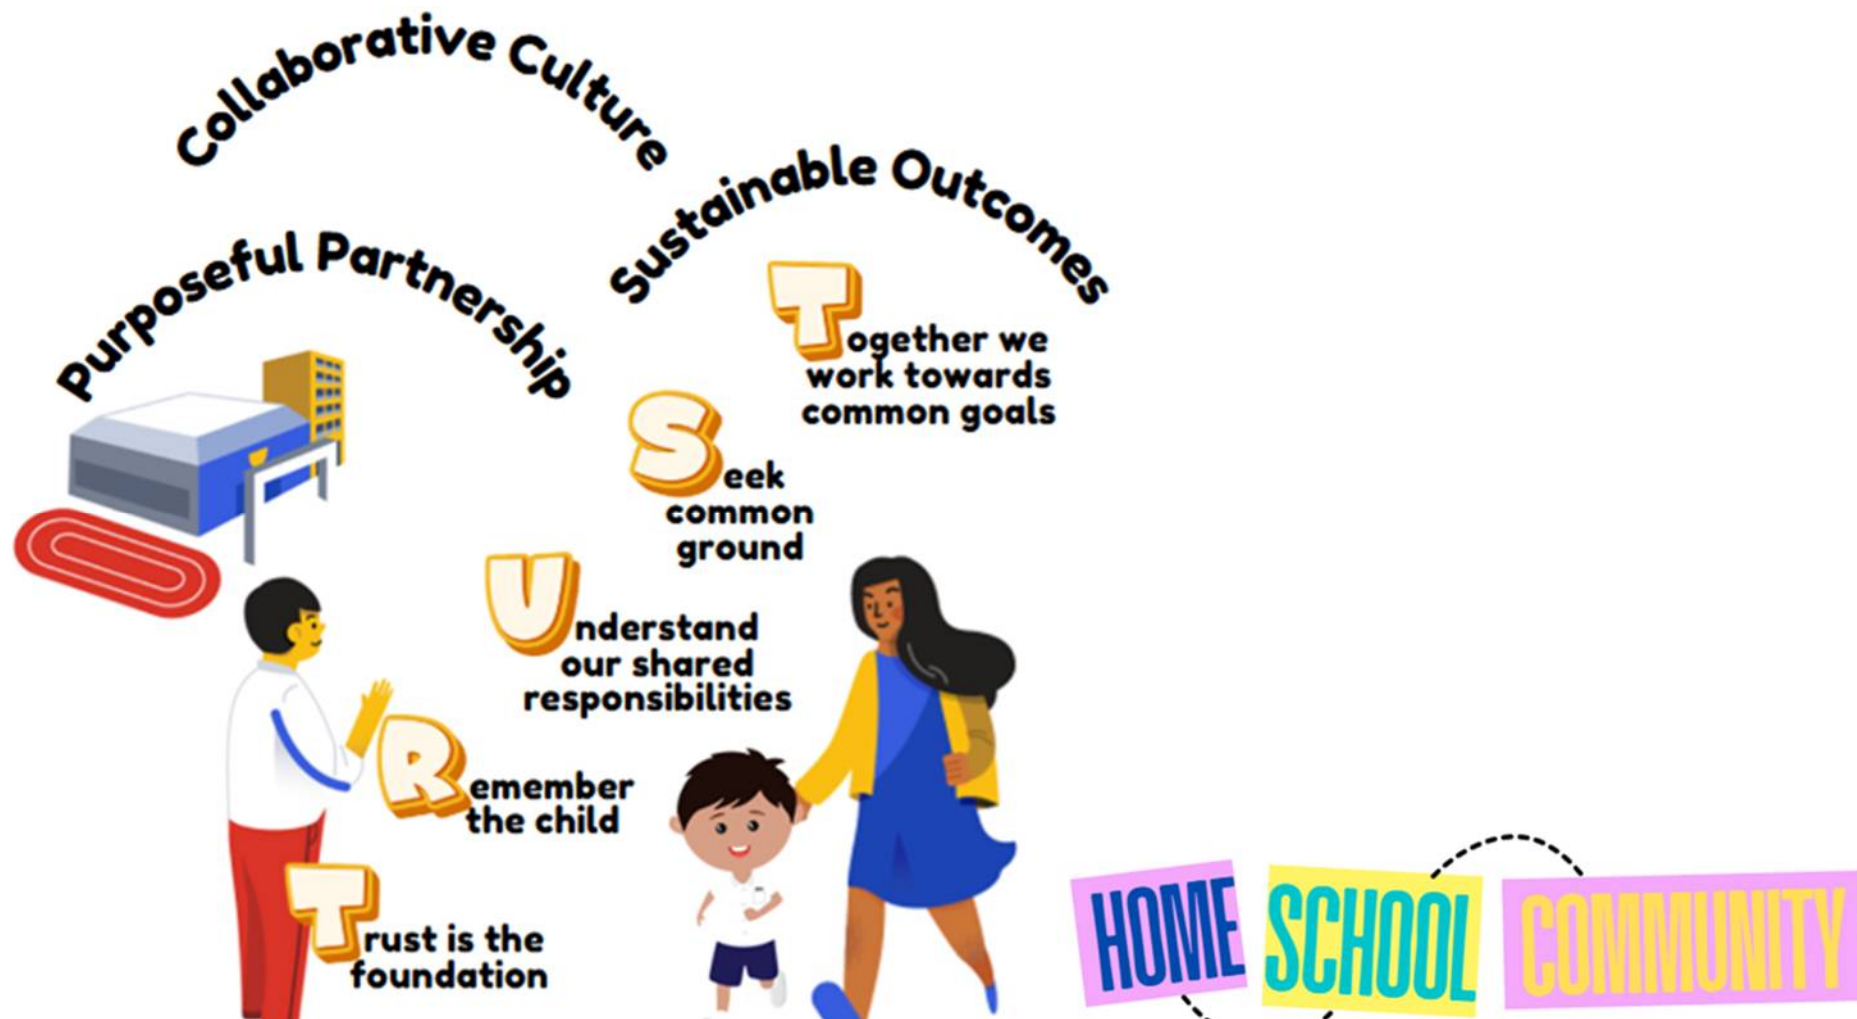 Collaborative Culture
Sustainable Outcomes
Purposeful Partnership
Together we
work towards
common goals
Seek
common
ground
Understand
our shared
responsibilities
Remember
the child
Trust is the
foundation
HOME SCHOOL COMMUNITY